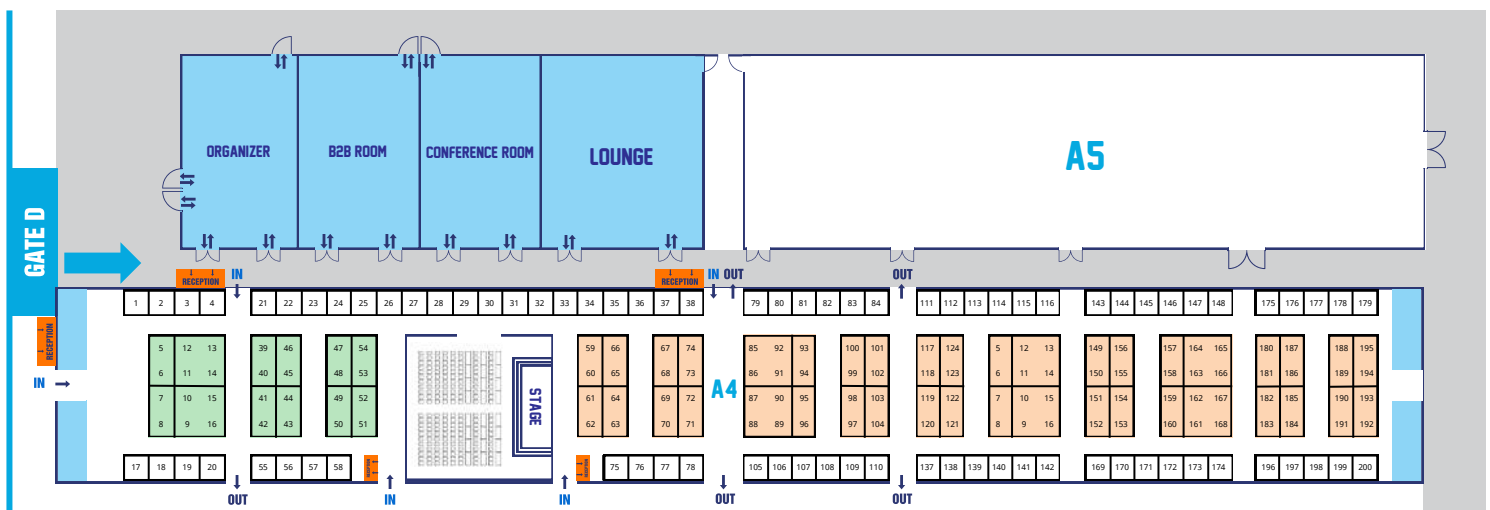 ORGANIZER
B2B ROOM
CONFERENCE ROOM
LOUNGE
A5
GATE D
RECEPTION
IN
RECEPTION
IN OUT
OUT
1 2 3 4 21 22 23 24 25 26 27 28 29 30 31 32 33 34 35 36 37 38 79 80 81 82 83 84 111 112 113 114 115 116 143 144 145 146 147 148 175 176 177 178 179
RECEPTION
5 12 13 39 46 47 54 59 66 67 74 85 92 93 100 101 117 124 5 12 13 149 156 157 164 165 180 187 188 195
6 11 14 40 45 48 53 60 65 68 73 86 91 94 99 102 118 123 6 11 14 150 155 158 163 166 181 186 189 194
IN
STAGE
A4
7 10 15 41 44 49 52 61 64 69 72 87 90 95 98 103 119 122 7 10 15 151 154 159 162 167 182 185 190 193
8 9 16 42 43 50 51 62 63 70 71 88 89 96 97 104 120 121 8 9 16 152 153 160 161 168 183 184 191 192
17 18 19 20 55 56 57 58 75 76 77 78 105 106 107 108 109 110 137 138 139 140 141 142 169 170 171 172 173 174 196 197 198 199 200
OUT
IN
IN
OUT
OUT